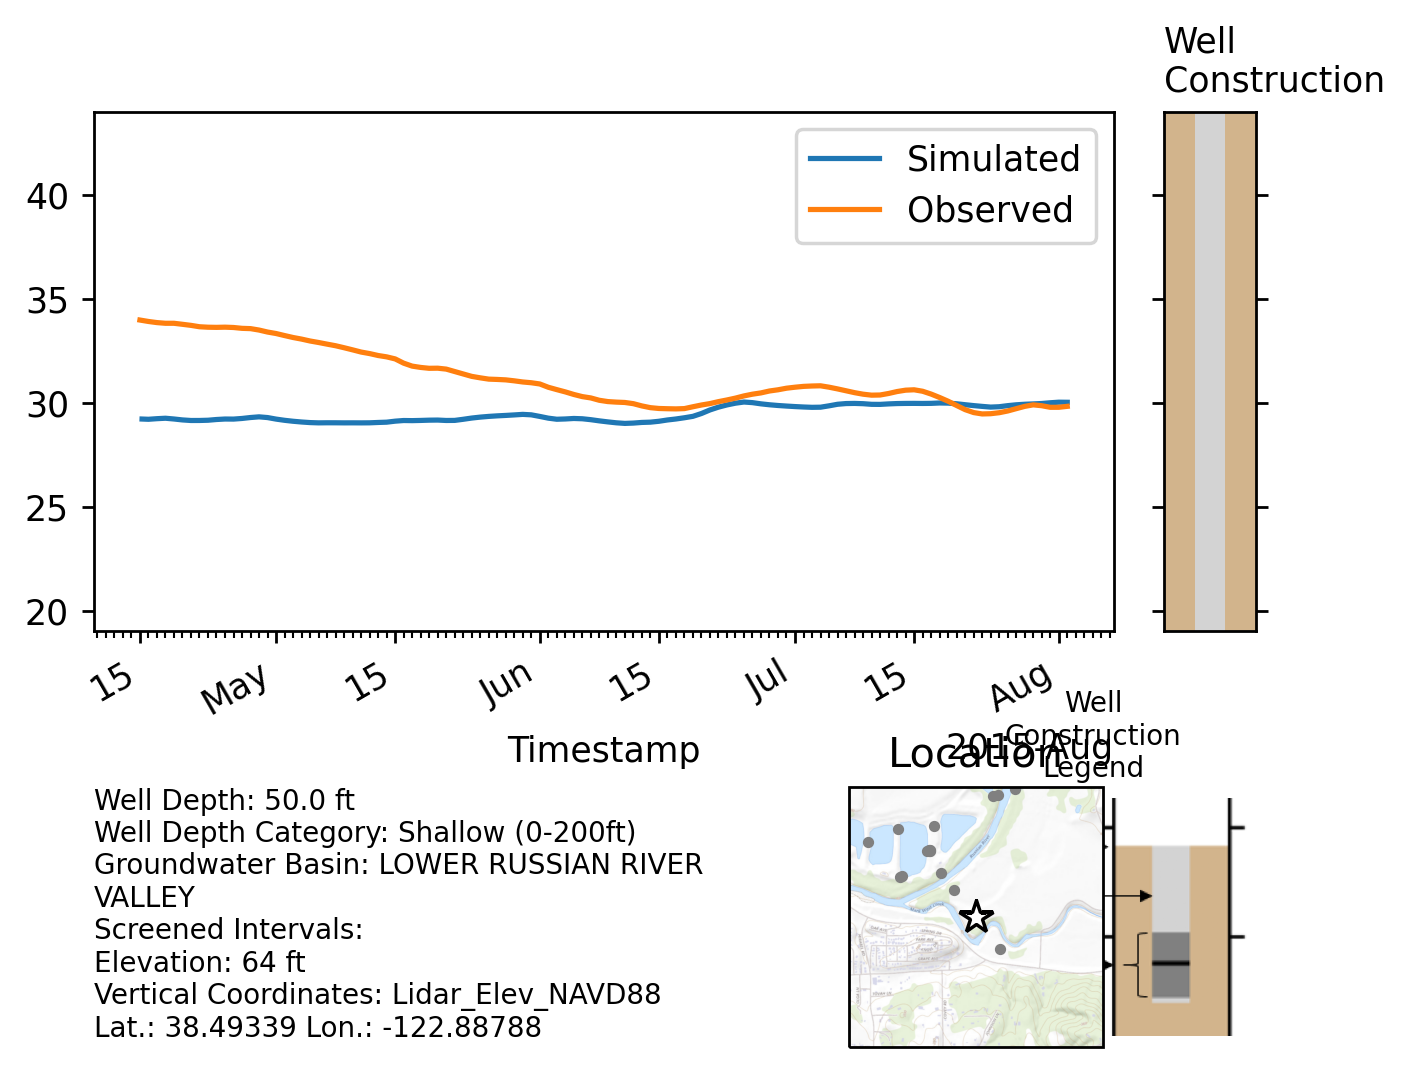 Well
Construction
Simulated
Observed
40
35
30
25
20
15
May
15
Jun
15
Jul
15
Aug
Timestamp
2015-Aug
Location
Well
Construction
Legend
Well Depth: 50.0 ft
Well Depth Category: Shallow (0-200ft)
Groundwater Basin: LOWER RUSSIAN RIVER
VALLEY
Screened Intervals:
Elevation: 64 ft
Vertical Coordinates: Lidar_Elev_NAVD88
Lat.: 38.49339 Lon.: -122.88788